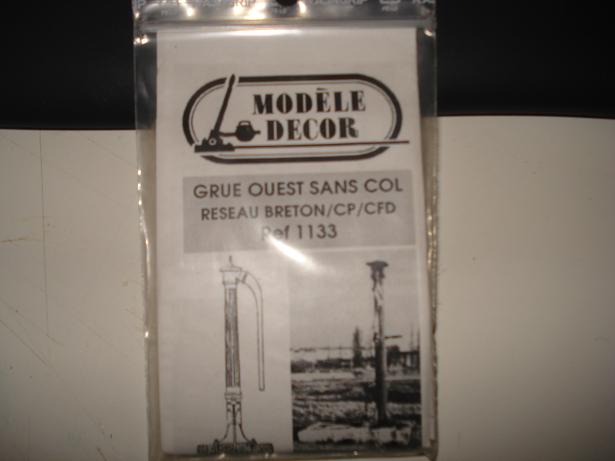 MODÈLE
DECOR
GRUE OUEST SANS COL
RESEAU BRETON/CP/CFD
Ref 1133